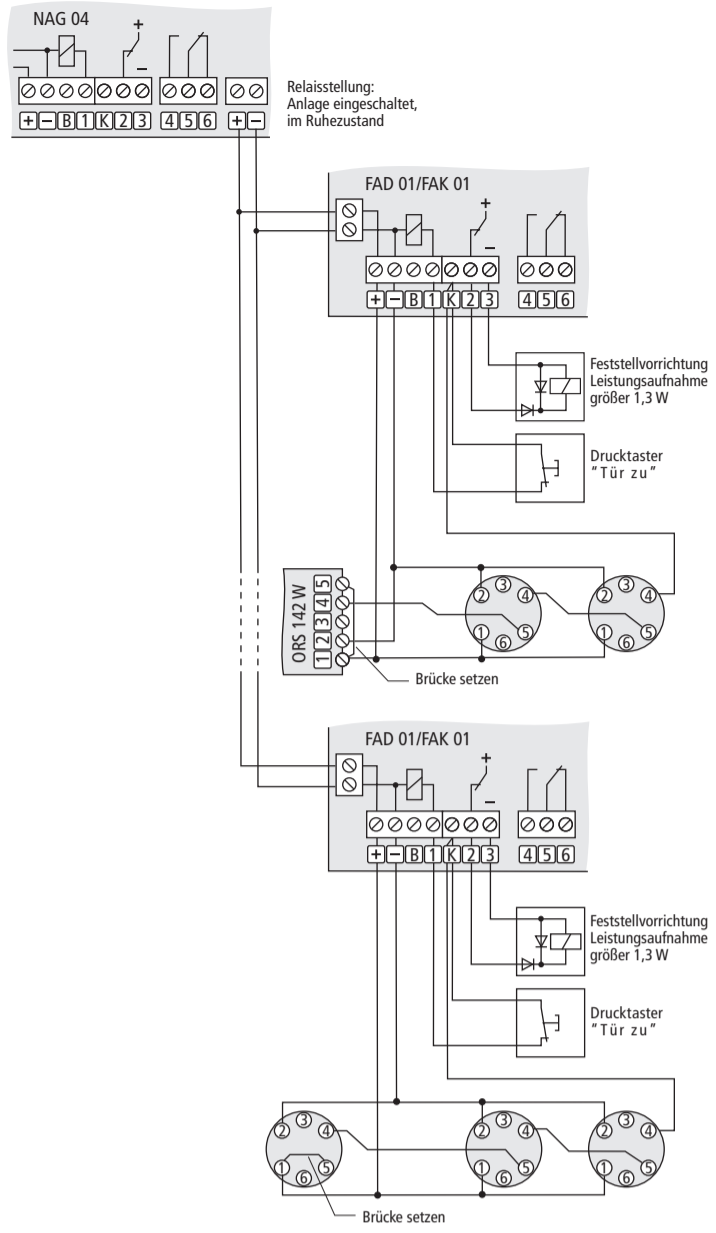 NAG 04
+
−
+ − B 1 K 2 3 4 5 6 + −
Relaisstellung:
Anlage eingeschaltet,
im Ruhezustand
FAD 01/FAK 01
+
−
+ − B 1 K 2 3 4 5 6
Feststellvorrichtung
Leistungsaufnahme
größer 1,3 W
Drucktaster
"Tür zu"
ORS 142 W
5
4
3
2
1
3
2 4
1 5
6
3
2 4
1 5
6
Brücke setzen
FAD 01/FAK 01
+
−
+ − B 1 K 2 3 4 5 6
Feststellvorrichtung
Leistungsaufnahme
größer 1,3 W
Drucktaster
"Tür zu"
3
2 4
1 5
6
3
2 4
1 5
6
3
2 4
1 5
6
Brücke setzen